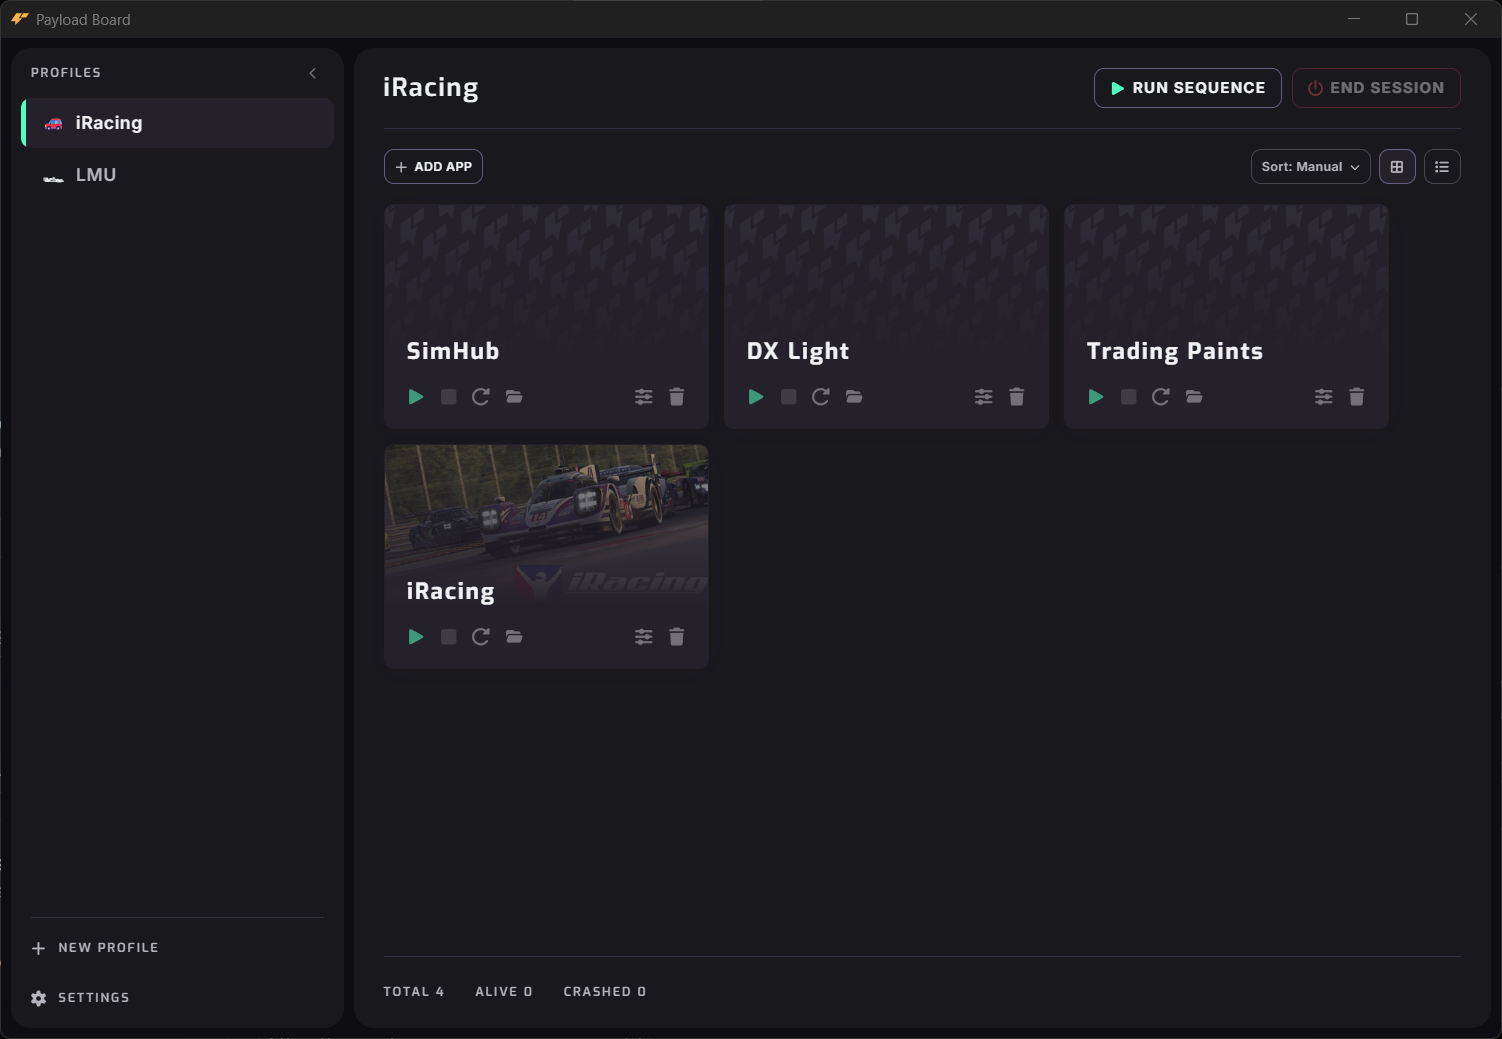 Payload Board
PROFILES
iRacing
LMU
NEW PROFILE
SETTINGS
iRacing
RUN SEQUENCE
END SESSION
ADD APP
Sort: Manual
SimHub
DX Light
Trading Paints
iRacing
iRacing
TOTAL 4
ALIVE 0
CRASHED 0